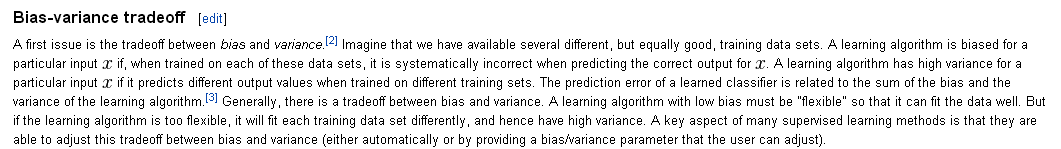 Bias-variance tradeoff [edit]
A first issue is the tradeoff between bias and variance.[2] Imagine that we have available several different, but equally good, training data sets. A learning algorithm is biased for a
particular input x if, when trained on each of these data sets, it is systematically incorrect when predicting the correct output for x. A learning algorithm has high variance for a
particular input x if it predicts different output values when trained on different training sets. The prediction error of a learned classifier is related to the sum of the bias and the
variance of the learning algorithm.[3] Generally, there is a tradeoff between bias and variance. A learning algorithm with low bias must be "flexible" so that it can fit the data well. But
if the learning algorithm is too flexible, it will fit each training data set differently, and hence have high variance. A key aspect of many supervised learning methods is that they are
able to adjust this tradeoff between bias and variance (either automatically or by providing a bias/variance parameter that the user can adjust).